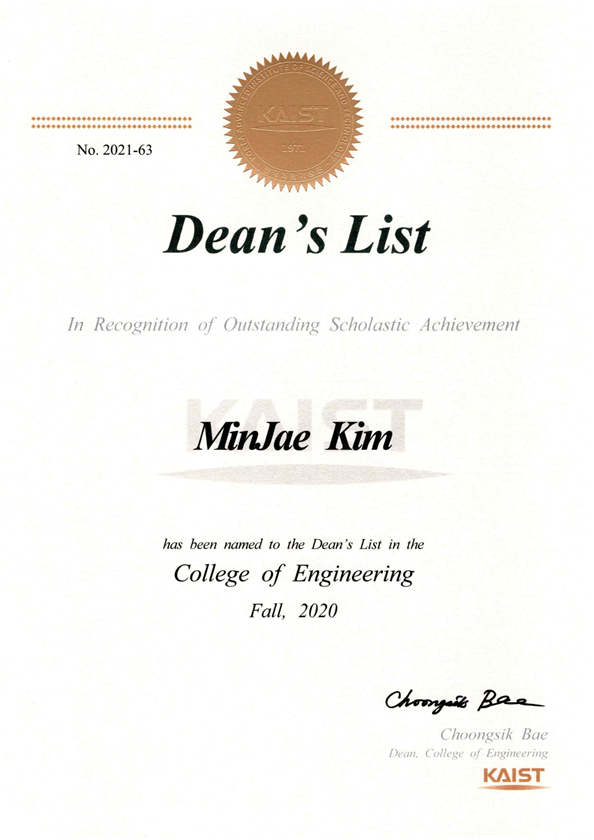 KOREA ADVANCED INSTITUTE OF SCIENCE AND TECHNOLOGY
KAIST
1971
No. 2021-63
Dean’s List
In Recognition of Outstanding Scholastic Achievement
KAIST
MinJae Kim
has been named to the Dean’s List in the
College of Engineering
Fall, 2020
Choongsik Bae
Choongsik Bae
Dean, College of Engineering
KAIST